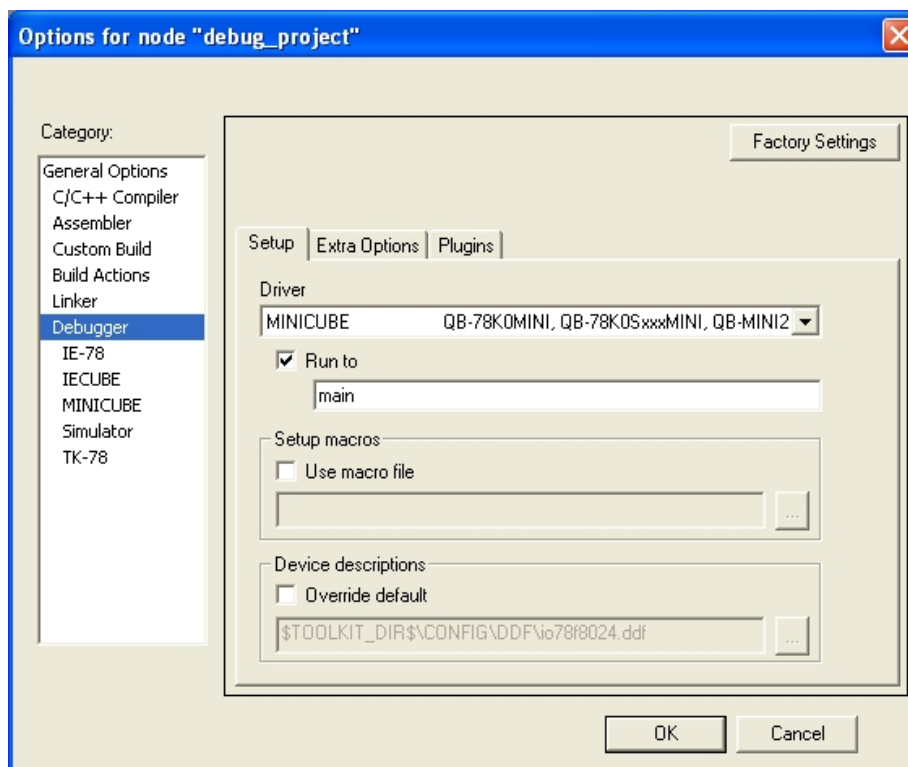 Options for node "debug_project"
Category:
Factory Settings
General Options
C/C++ Compiler
Assembler
Custom Build
Build Actions
Linker
Debugger
IE-78
IECUBE
MINICUBE
Simulator
TK-78
Setup Extra Options Plugins
Driver
MINICUBE QB-78K0MINI, QB-78K0SxxxMINI, QB-MINI2
Run to
main
Setup macros
Use macro file
...
Device descriptions
Override default
$TOOLKIT_DIR$\CONFIG\DDF\io78f8024.ddf
...
OK Cancel